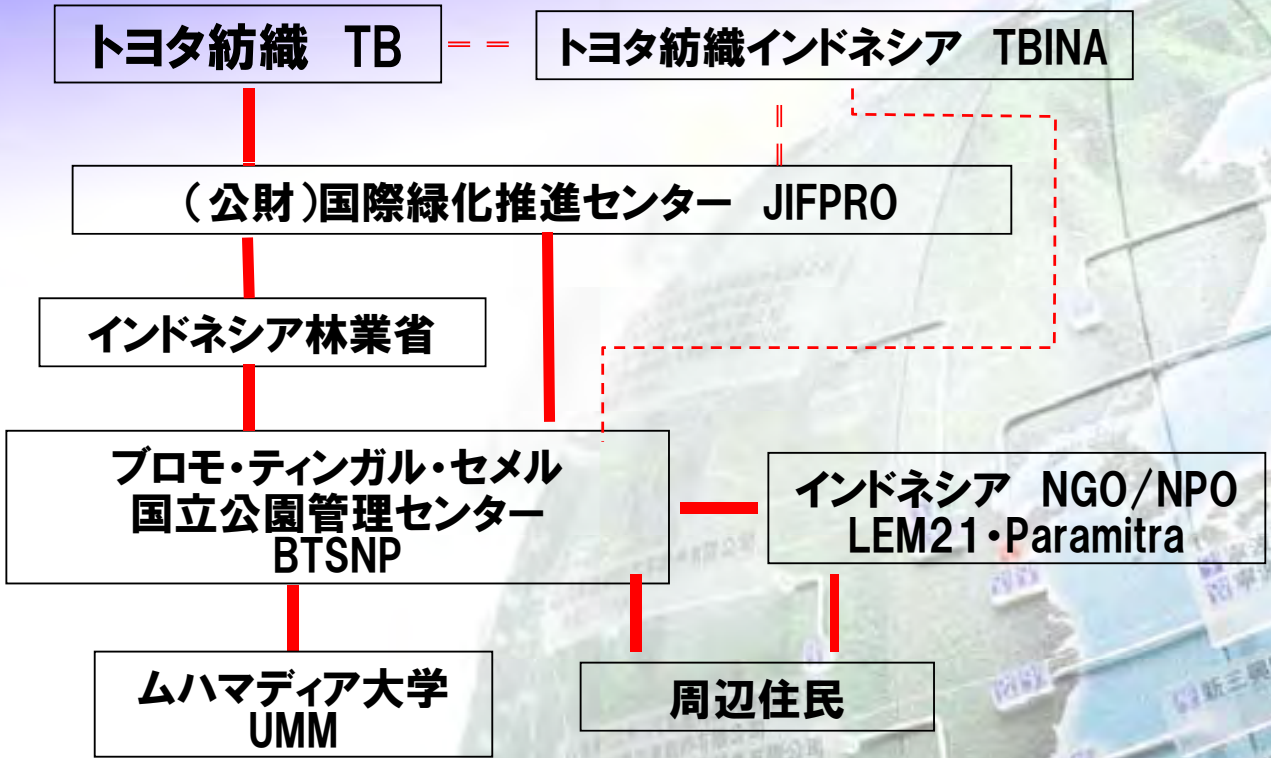 トヨタ紡織 TB
トヨタ紡織インドネシア TBINA
(公財)国際緑化推進センター JIFPRO
インドネシア林業省
ブロモ・ティンガル・セメル
国立公園管理センター
BTSNP
インドネシア NGO/NPO
LEM21・Paramitra
ムハマディア大学
UMM
周辺住民